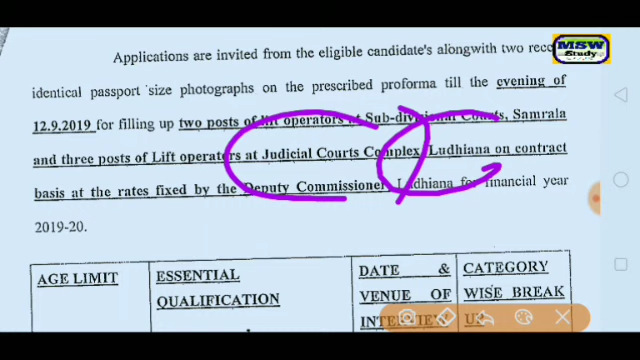 MSW
Study
Applications are invited from the eligible candidate's alongwith two
identical passport size photographs on the prescribed proforma till the evening of
12.9.2019 for filling up two posts of lift operators at Sub-divisional Courts, Samrala
and three posts of Lift operators at Judicial Courts Complex, Ludhiana on contract
basis at the rates fixed by the Deputy Commissioner, Ludhiana for financial year
2019-20.
AGE LIMIT
ESSENTIAL
QUALIFICATION
DATE &
VENUE OF
INTERVIEW
CATEGORY
WISE BREAK
UP